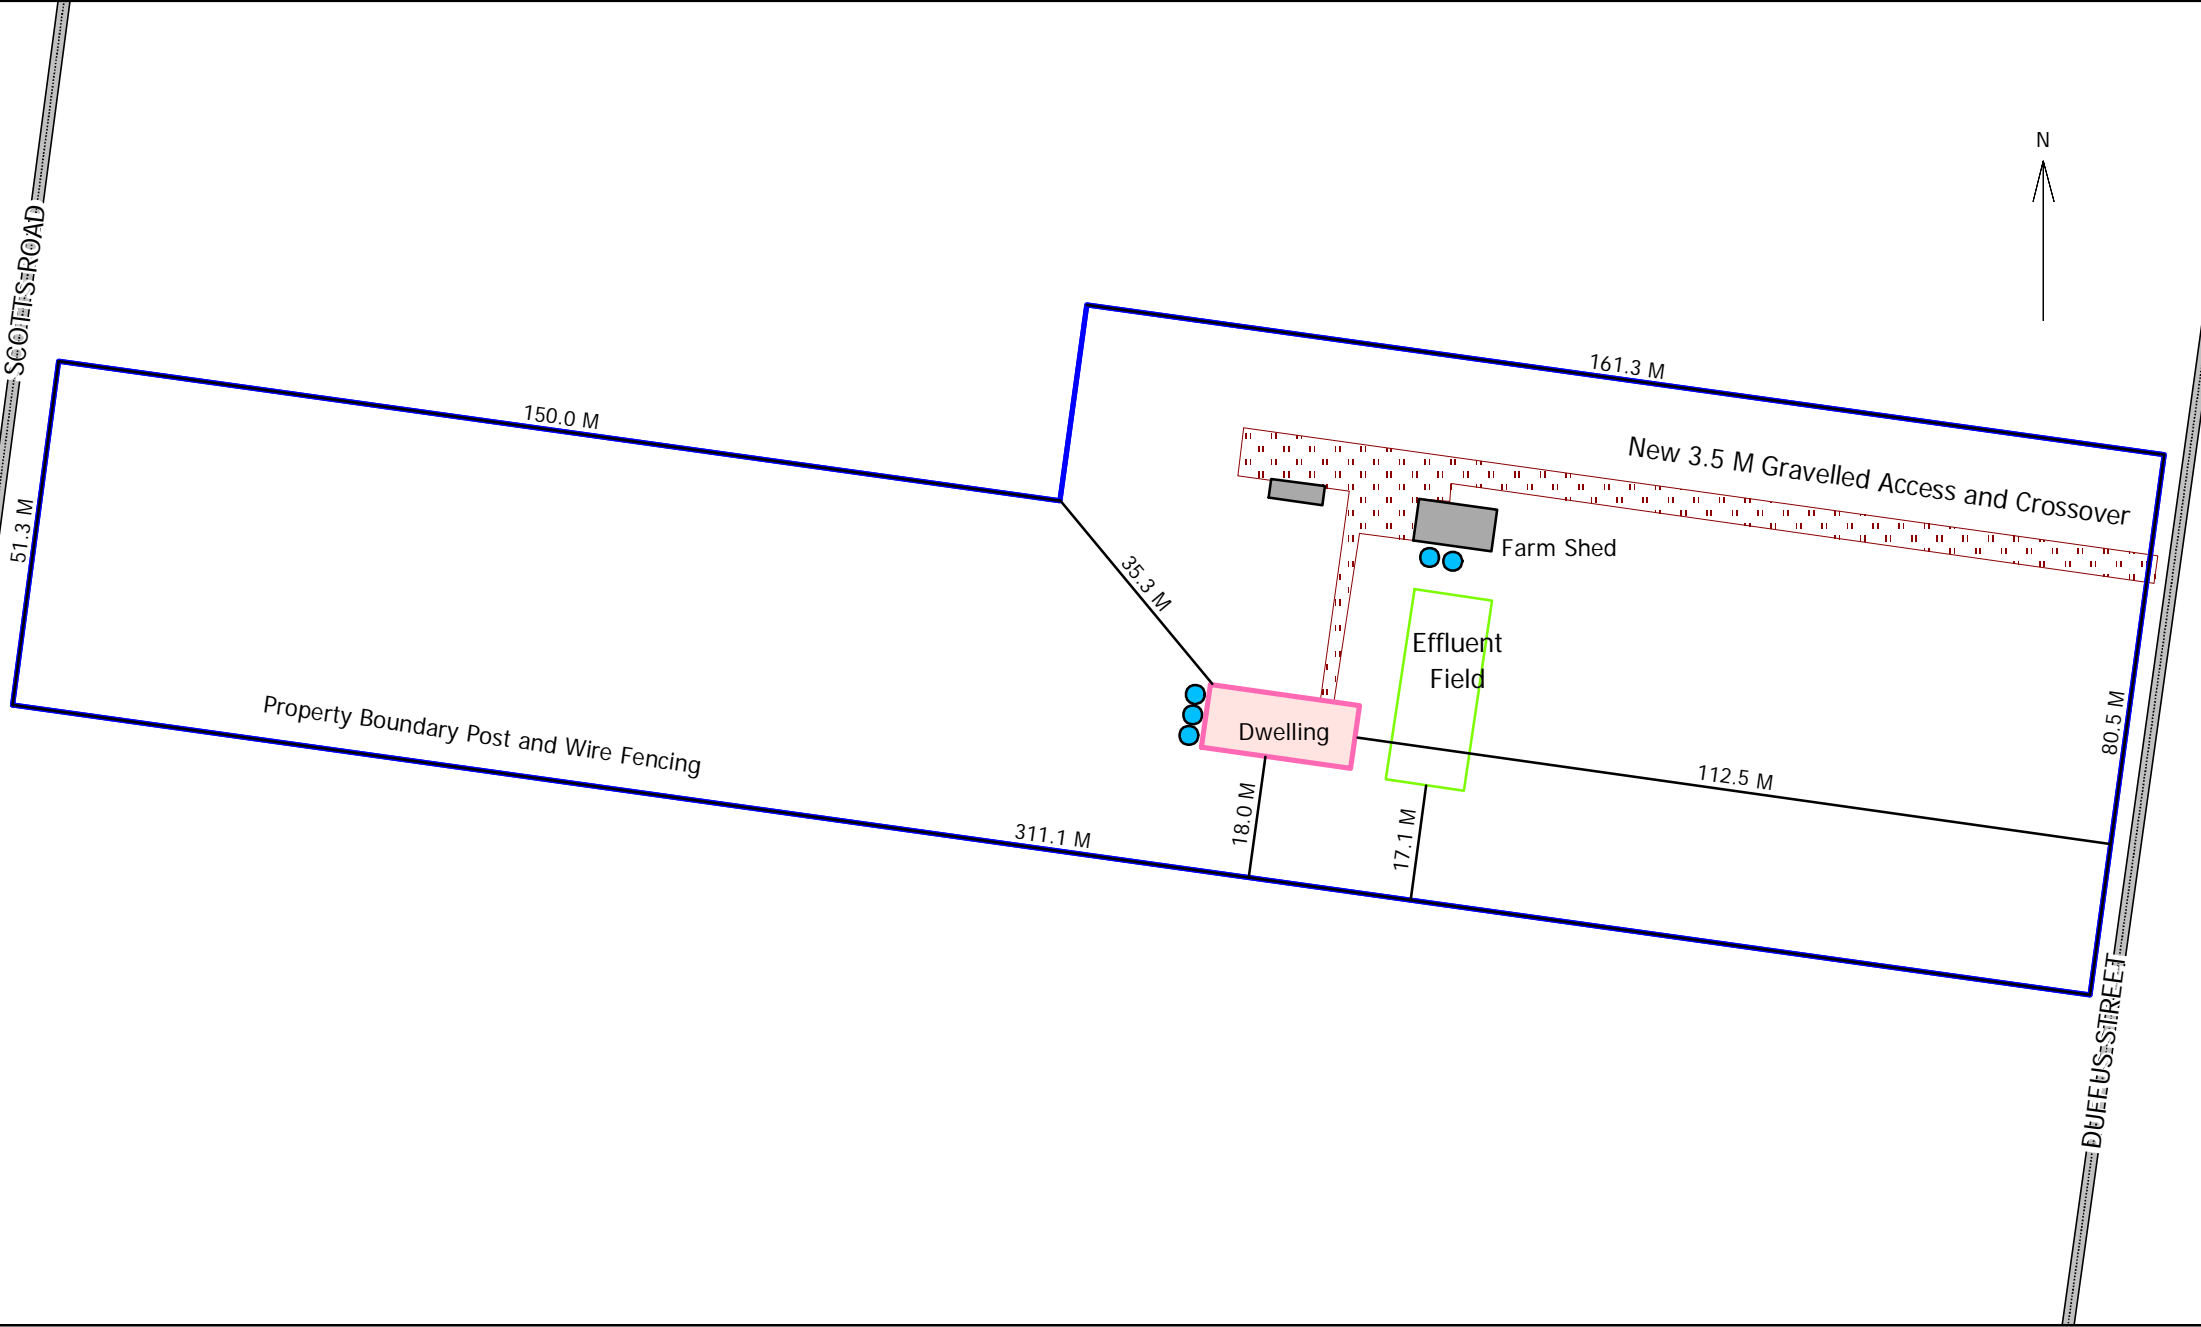 N
SCOTTS ROAD
161.3 M
150.0 M
New 3.5 M Gravelled Access and Crossover
51.3 M
Farm Shed
35.3 M
Effluent
Field
Property Boundary Post and Wire Fencing
Dwelling
80.5 M
112.5 M
18.0 M
17.1 M
311.1 M
DUFFUS STREET